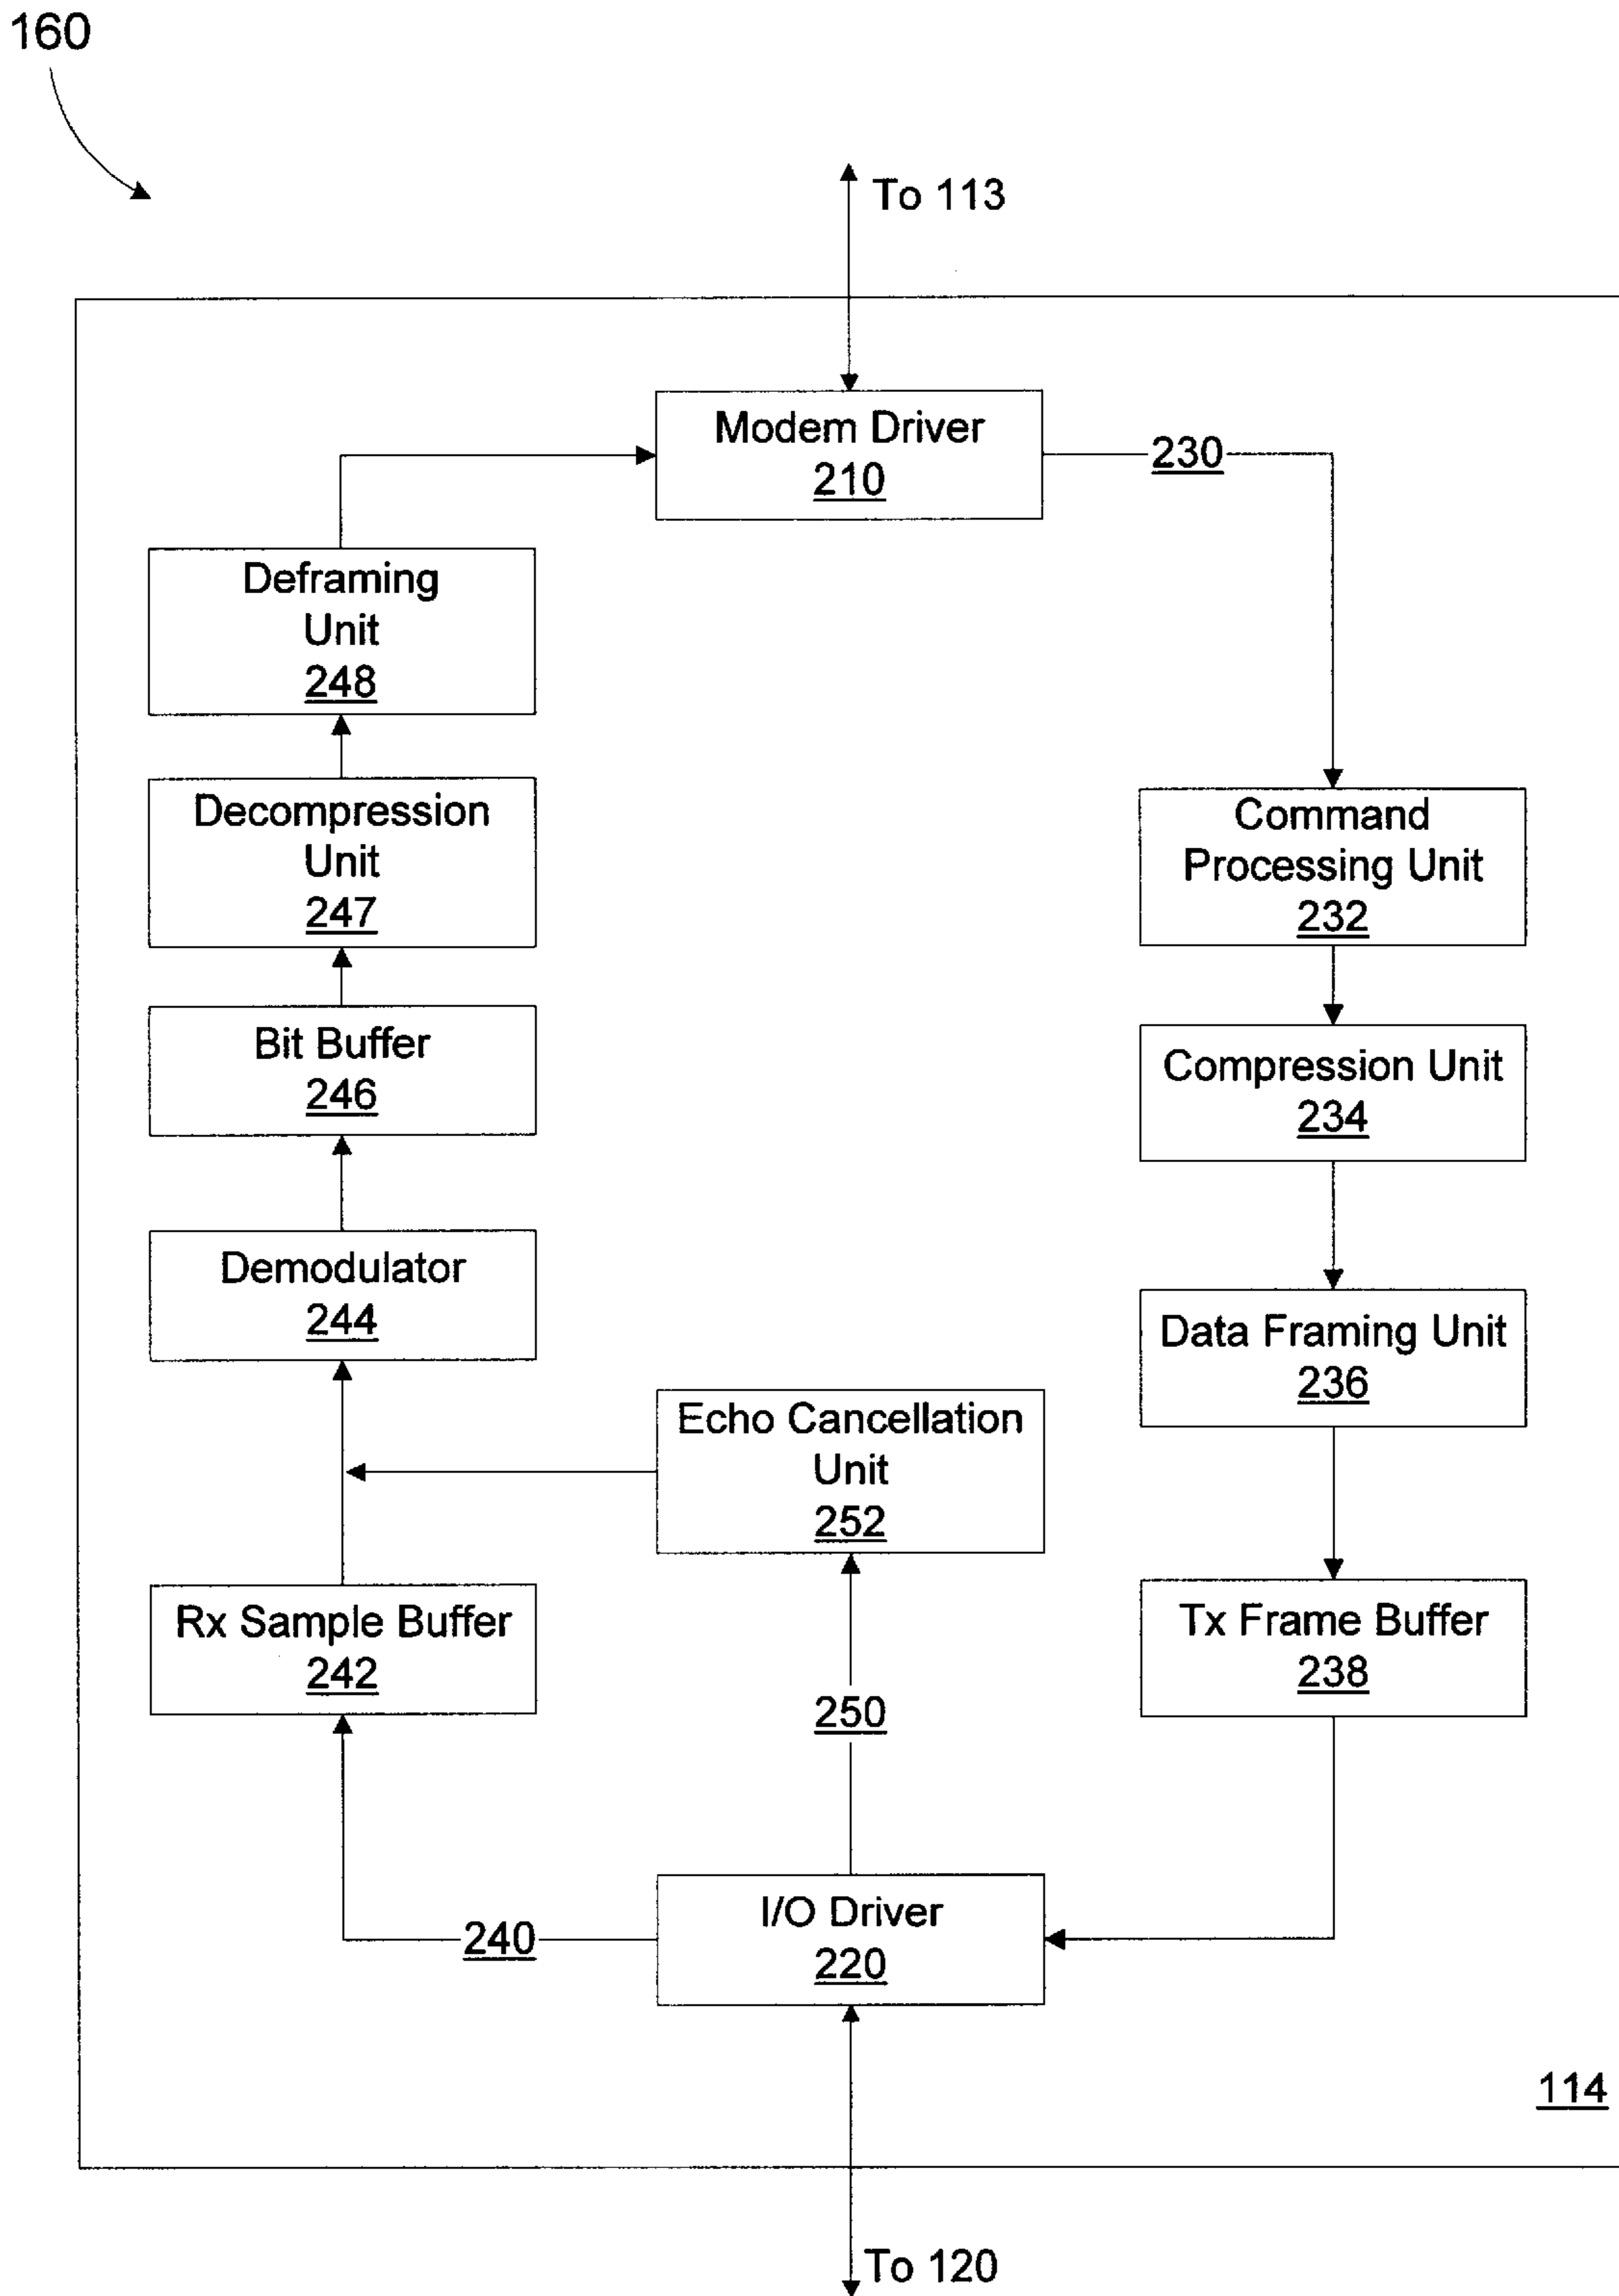 160
To 113
Modem Driver
210
230
Deframing
Unit
248
Decompression
Unit
247
Command
Processing Unit
232
Bit Buffer
246
Compression Unit
234
Demodulator
244
Data Framing Unit
236
Echo Cancellation
Unit
252
Rx Sample Buffer
242
Tx Frame Buffer
238
250
I/O Driver
220
240
114
To 120